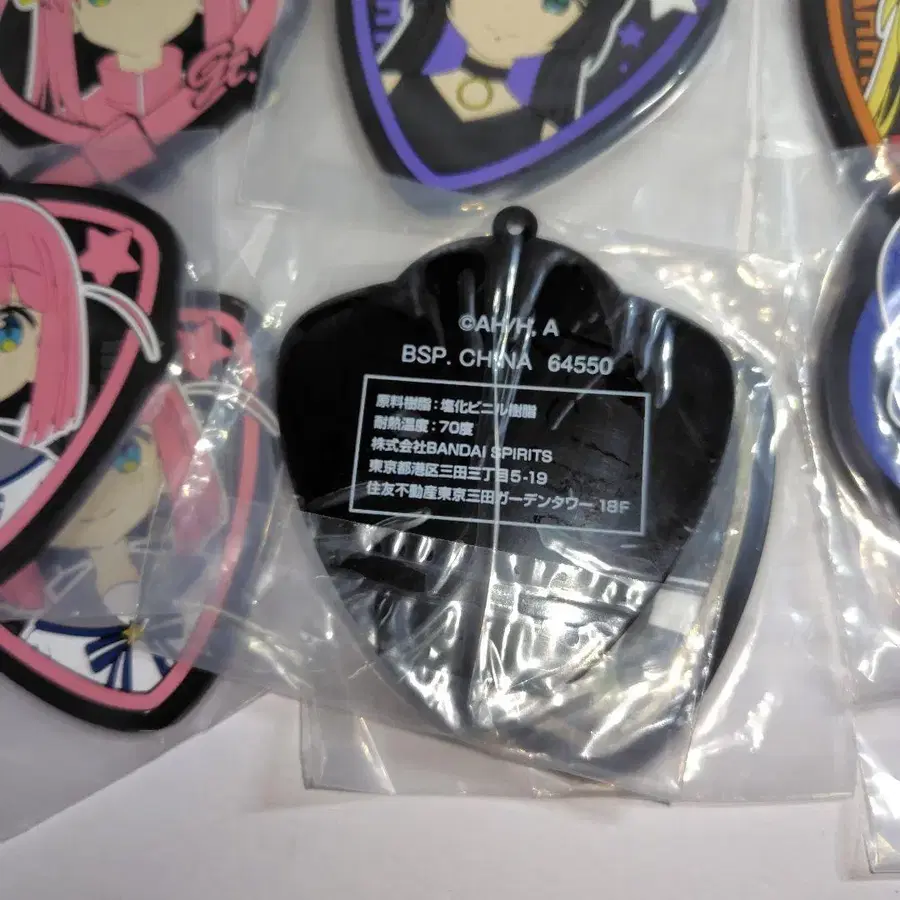 Gt.
©AH/H, A
BSP. CHINA 64550
原料樹脂：塩化ビニル樹脂
耐熱温度：70度
株式会社BANDAI SPIRITS
東京都港区三田三丁目5-19
住友不動産東京三田ガーデンタワー 18F